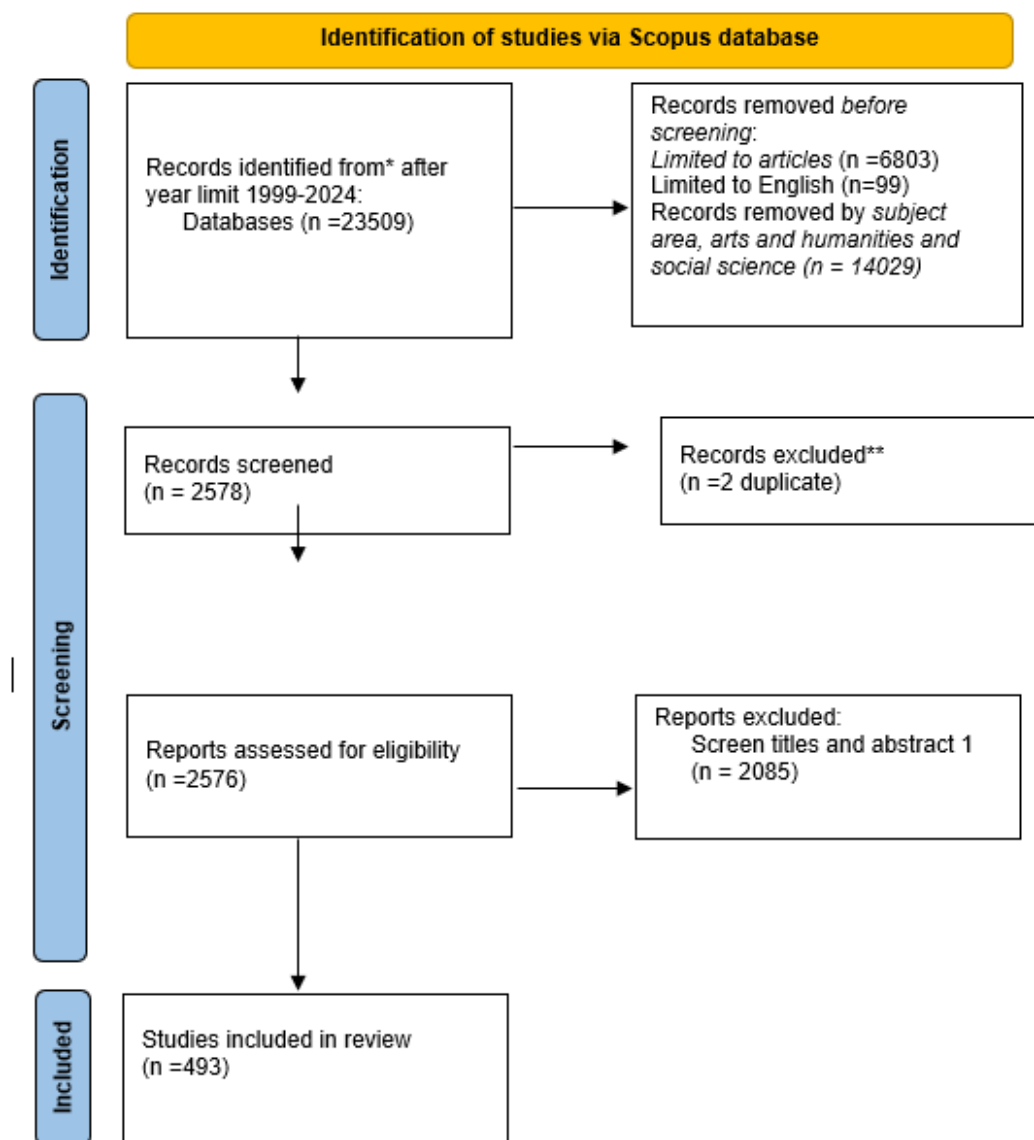 Identification of studies via Scopus database
Identification
Records identified from* after
year limit 1999-2024:
Databases (n =23509)
Records removed before
screening:
Limited to articles (n =6803)
Limited to English (n=99)
Records removed by subject
area, arts and humanities and
social science (n = 14029)
Screening
Records screened
(n = 2578)
Records excluded**
(n =2 duplicate)
Reports assessed for eligibility
(n =2576)
Reports excluded:
Screen titles and abstract 1
(n = 2085)
Included
Studies included in review
(n =493)